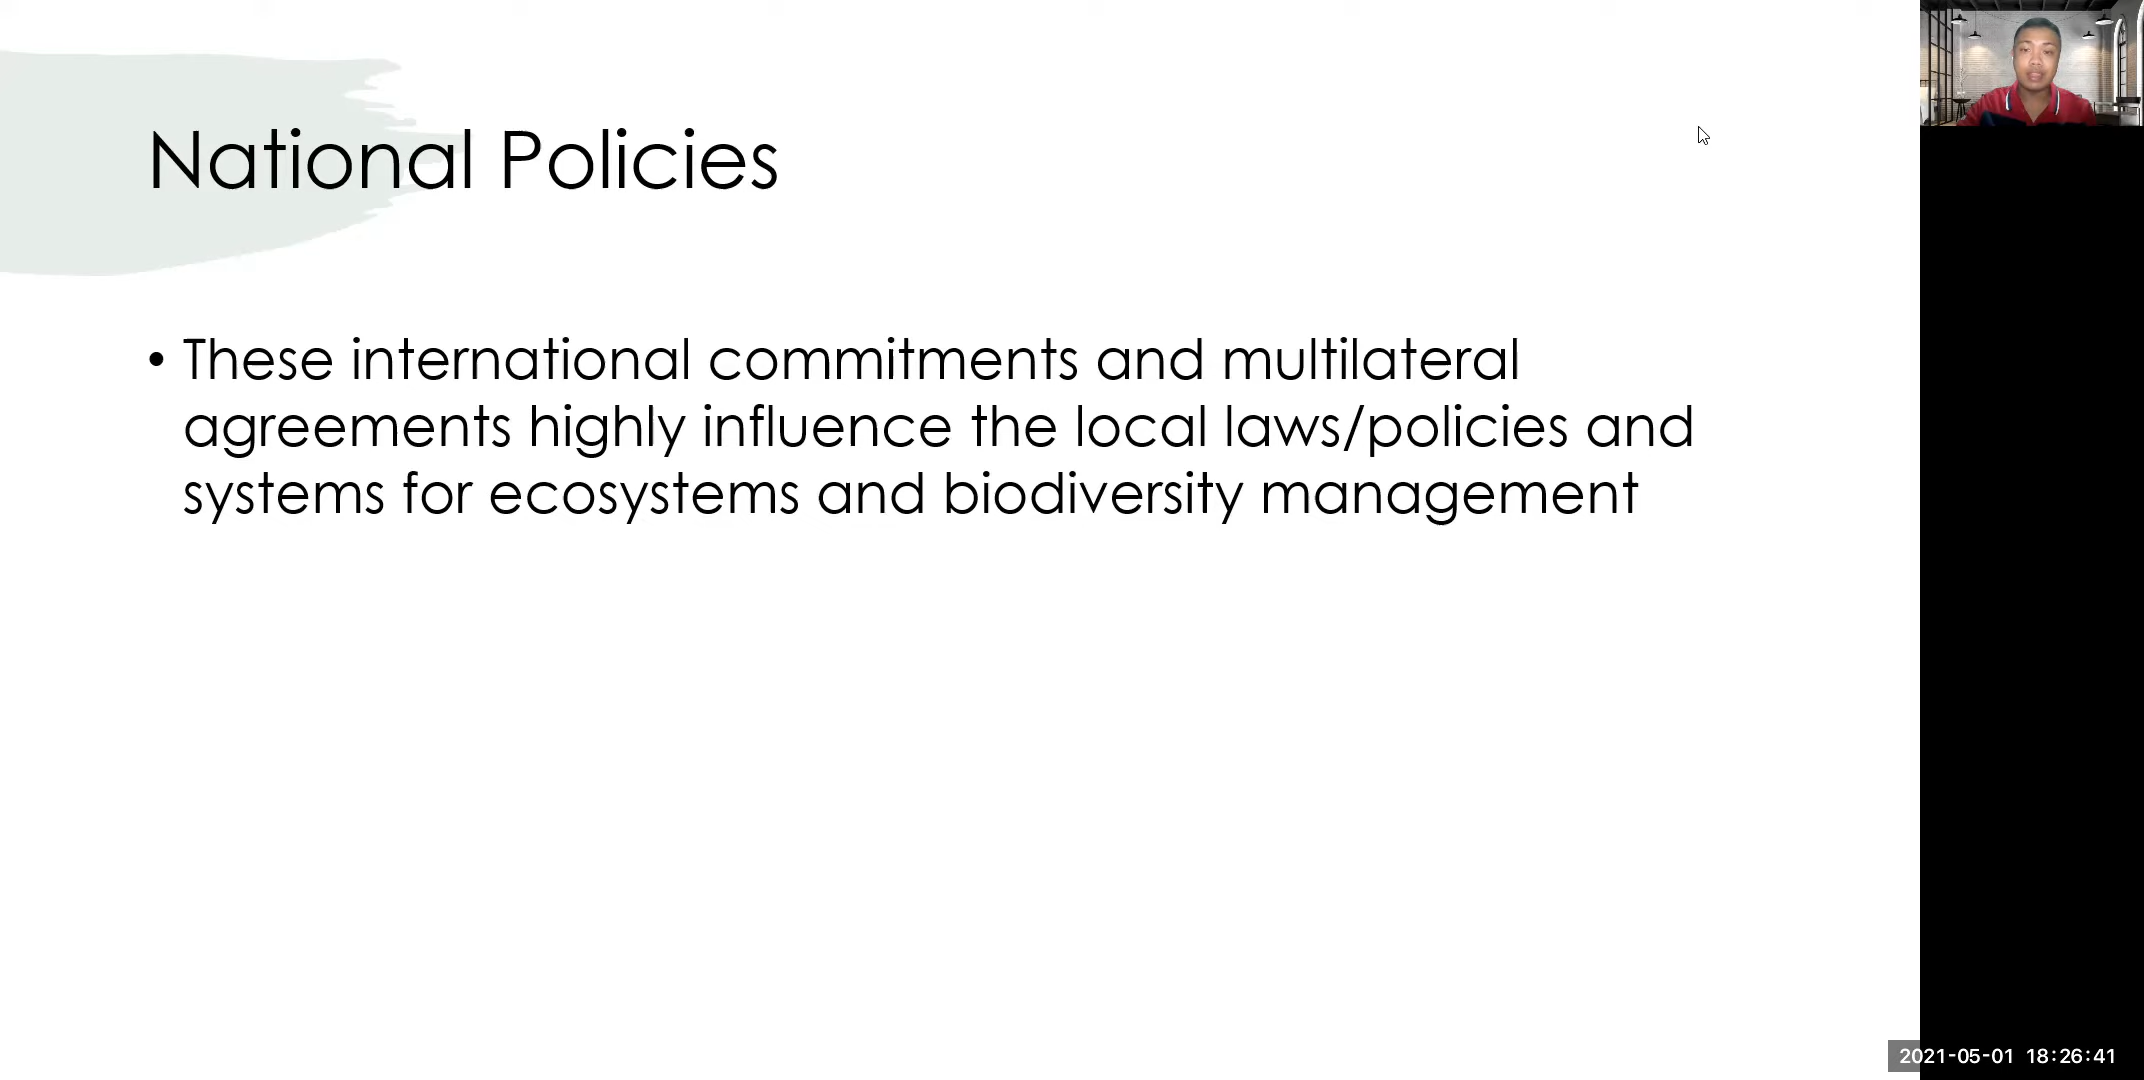 National Policies
• These international commitments and multilateral
agreements highly influence the local laws/policies and
systems for ecosystems and biodiversity management
2021-05-01 18:26:41